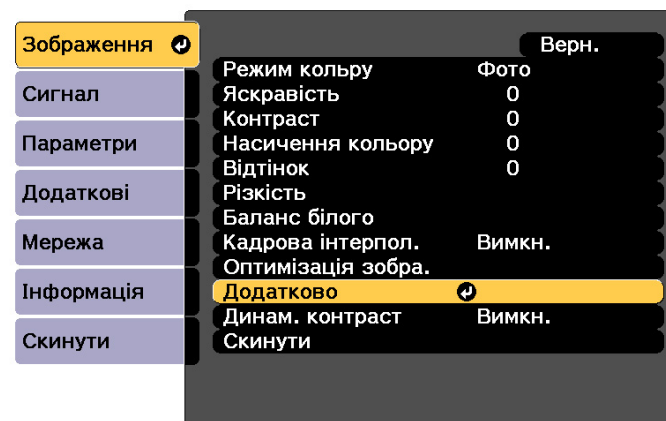 Зображення
Сигнал
Параметри
Додаткові
Мережа
Інформація
Скинути
Верн.
Режим кольру Фото
Яскравість 0
Контраст 0
Насичення кольору 0
Відтінок 0
Різкість
Баланс білого
Кадрова інтерпол. Вимкн.
Оптимізація зобра.
Додатково
Динам. контраст Вимкн.
Скинути